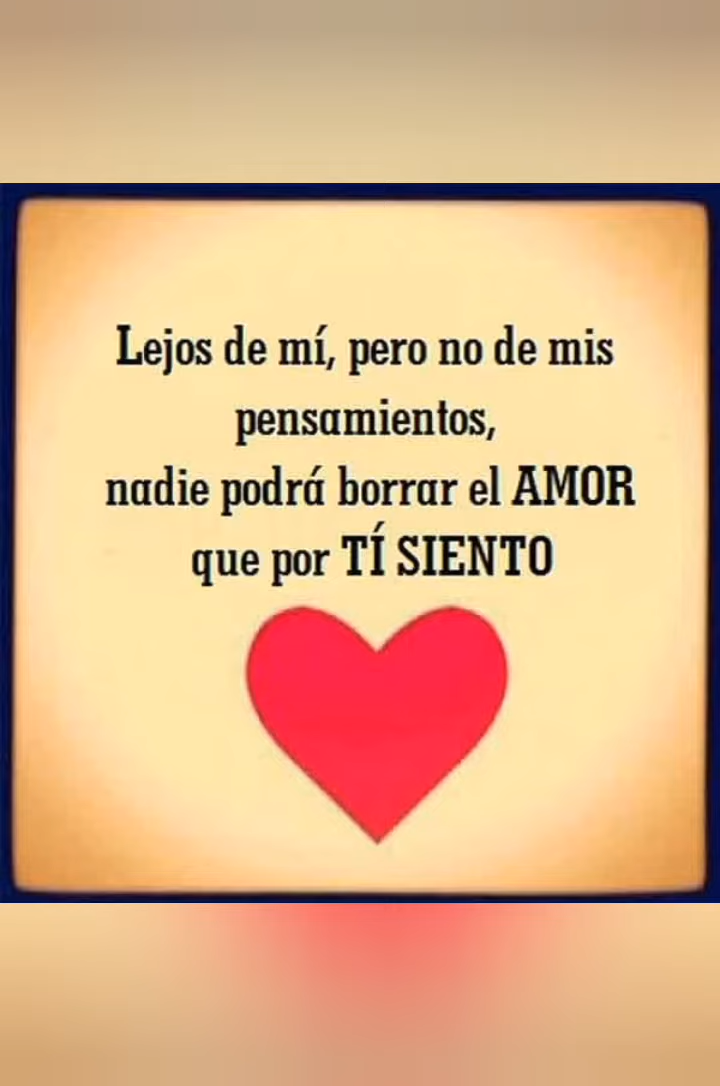 Lejos de mí, pero no de mis
pensamientos,
nadie podrá borrar el AMOR
que por TÍ SIENTO